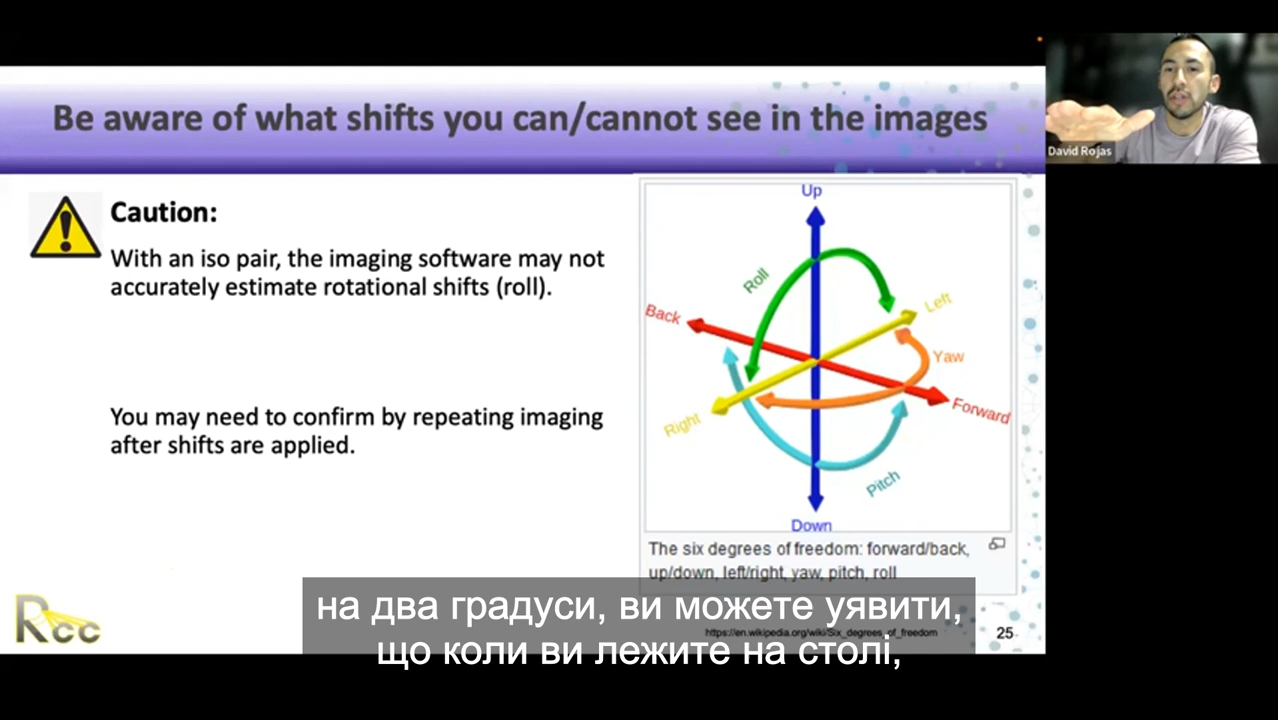 Be aware of what shifts you can/cannot see in the images
David Rojas
Caution:
With an iso pair, the imaging software may not
accurately estimate rotational shifts (roll).
You may need to confirm by repeating imaging
after shifts are applied.
Up
Roll
Left
Back
Yaw
Forward
Right
Pitch
Down
The six degrees of freedom: forward/back,
up/down, left/right, yaw, pitch, roll
Rcc
https://en.wikipedia.org/wiki/Six_degrees_of_freedom
25
на два градуси, ви можете уявити,
що коли ви лежите на столі,